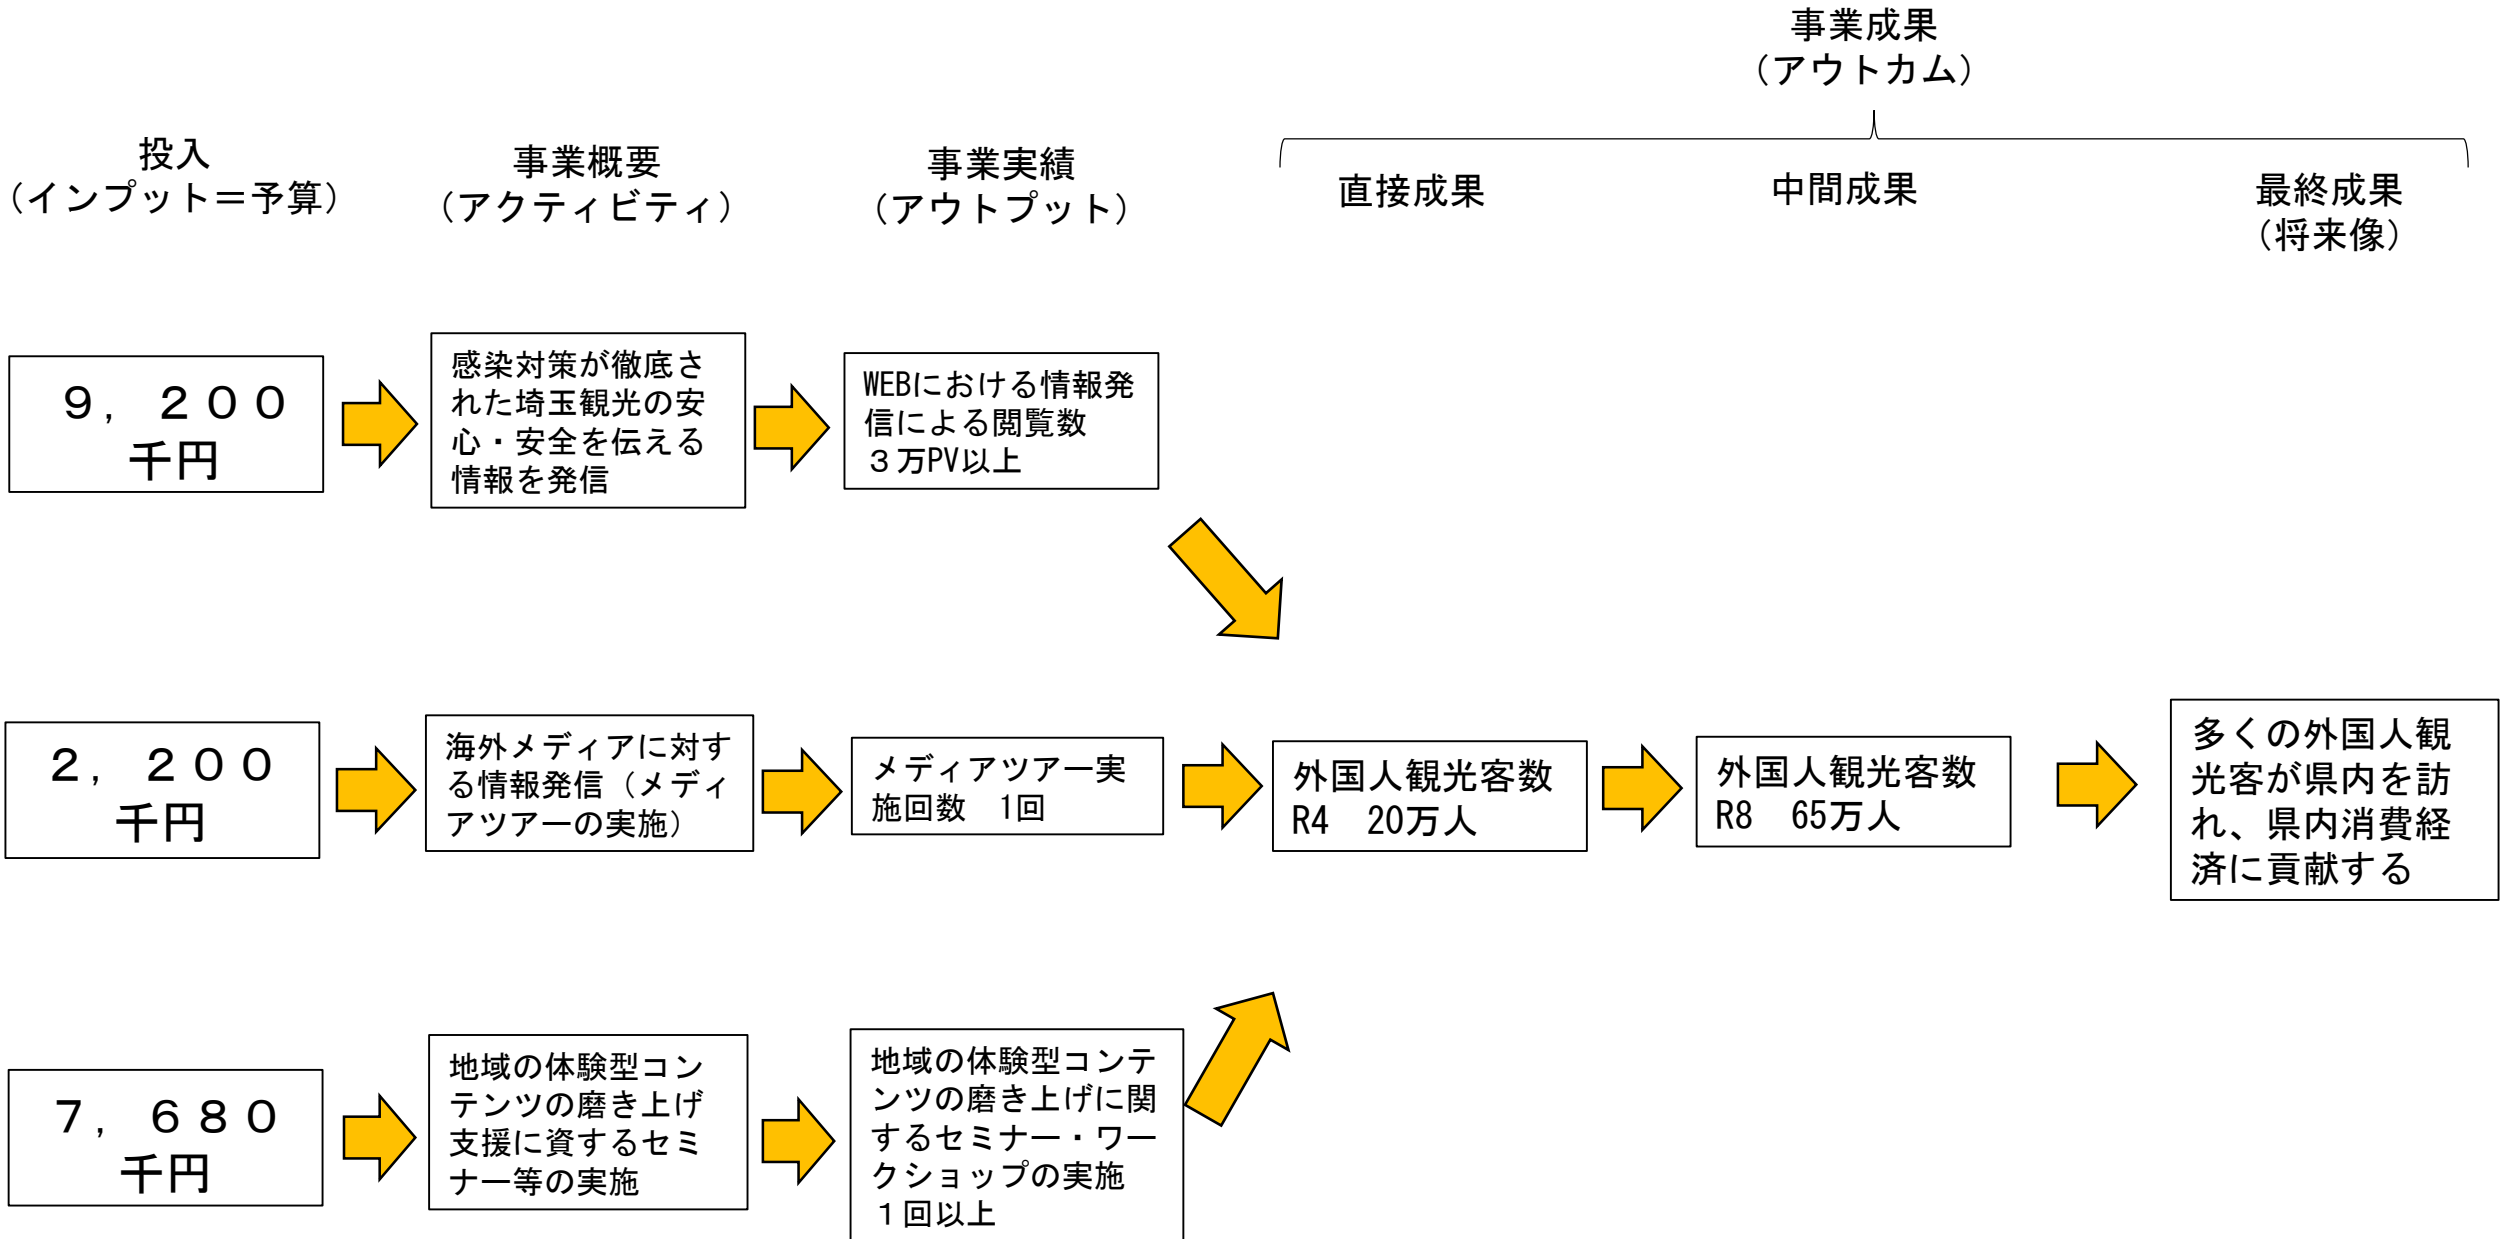 事業成果
（アウトカム）
投入
（インプット＝予算）
事業概要
（アクティビティ）
事業実績
（アウトプット）
直接成果
中間成果
最終成果
（将来像）
９，２００
千円
感染対策が徹底さ
れた埼玉観光の安
心・安全を伝える
情報を発信
WEBにおける情報発
信による閲覧数
３万PV以上
２，２００
千円
海外メディアに対す
る情報発信（メディ
アツアーの実施）
メディアツアー実
施回数　1回
外国人観光客数
R4　20万人
外国人観光客数
R8　65万人
多くの外国人観
光客が県内を訪
れ、県内消費経
済に貢献する
７，６８０
千円
地域の体験型コン
テンツの磨き上げ
支援に資するセミ
ナー等の実施
地域の体験型コンテ
ンツの磨き上げに関
するセミナー・ワー
クショップの実施
１回以上